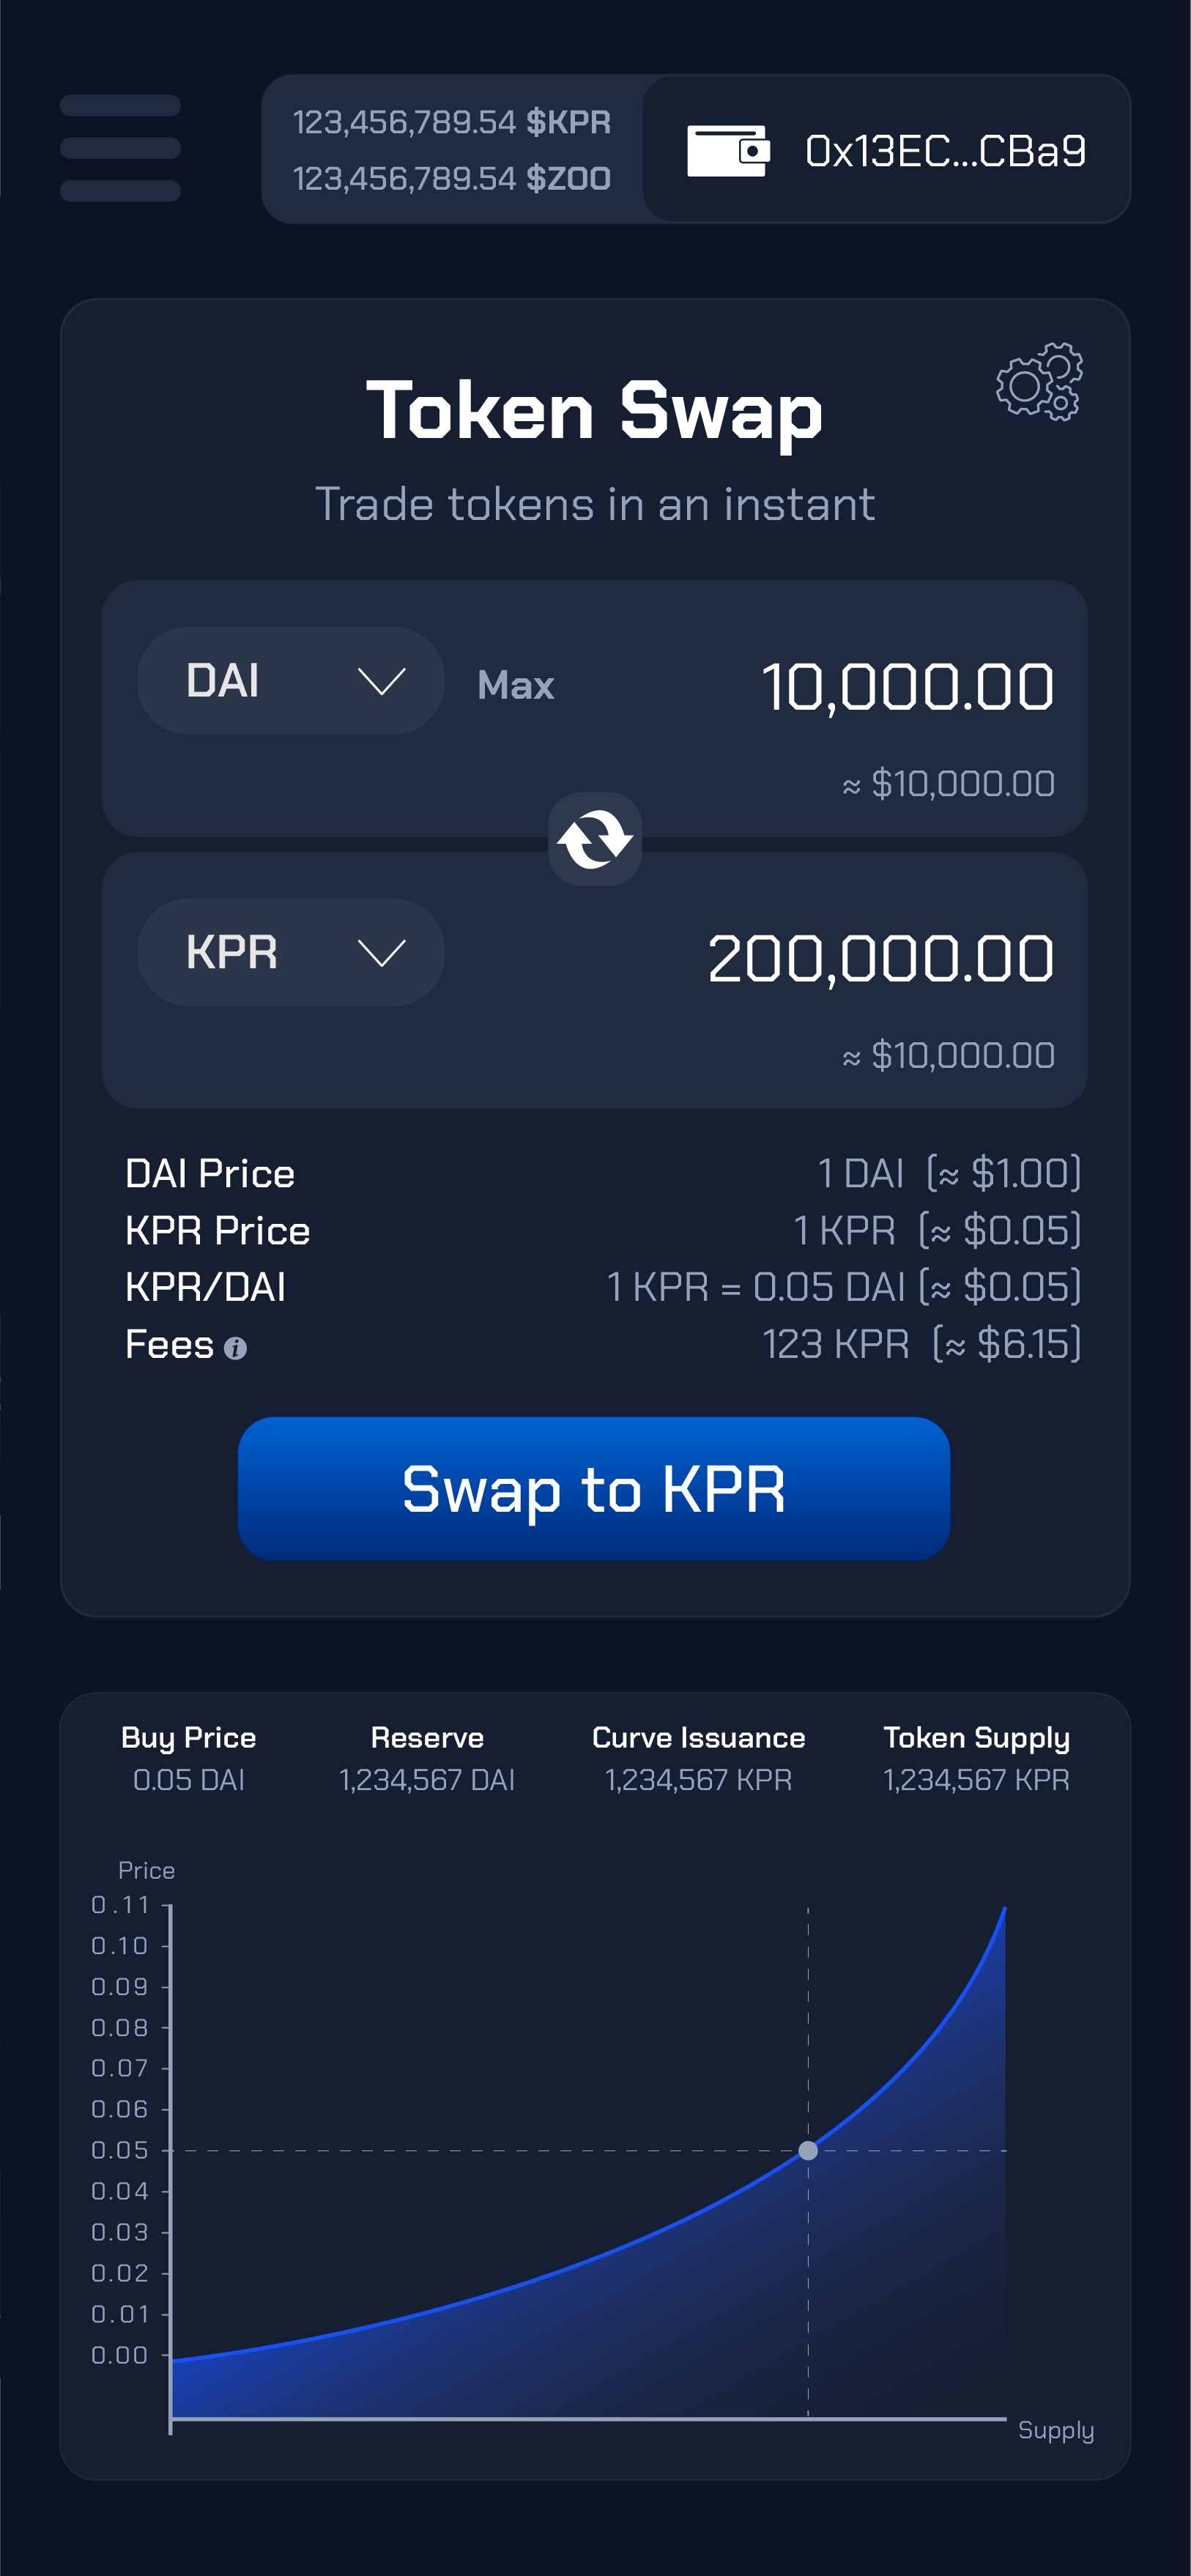 123,456,789.54 $KPR
123,456,789.54 $ZOO
0x13EC...CBa9
Token Swap
Trade tokens in an instant
DAI Max 10,000.00
≈ $10,000.00
KPR 200,000.00
≈ $10,000.00
DAI Price 1 DAI (≈ $1.00)
KPR Price 1 KPR (≈ $0.05)
KPR/DAI 1 KPR = 0.05 DAI (≈ $0.05)
Fees i 123 KPR (≈ $6.15)
Swap to KPR
Buy Price Reserve Curve Issuance Token Supply
0.05 DAI 1,234,567 DAI 1,234,567 KPR 1,234,567 KPR
Price
0.11
0.10
0.09
0.08
0.07
0.06
0.05
0.04
0.03
0.02
0.01
0.00
Supply